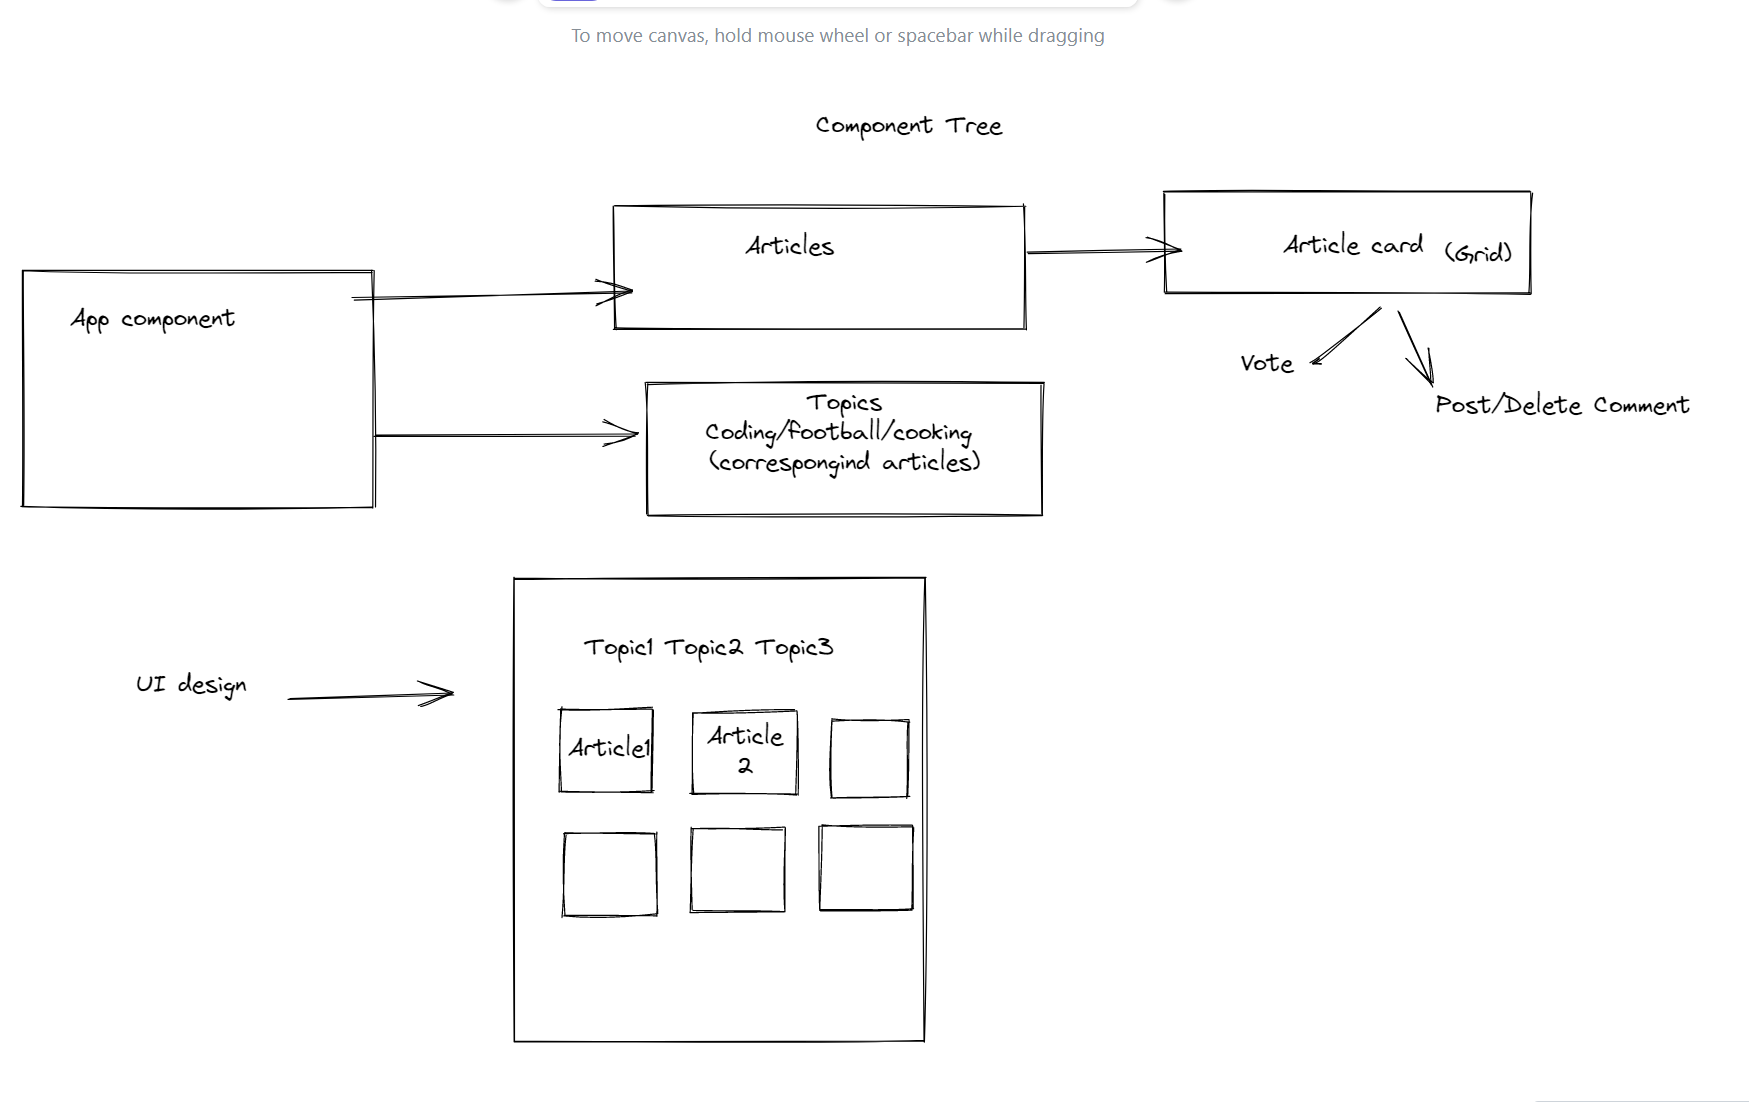 To move canvas, hold mouse wheel or spacebar while dragging
Component Tree
App component
Articles
Article card (Grid)
Vote
Post/Delete Comment
Topics
Coding/football/cooking
(correspongind articles)
UI design
Topic1 Topic2 Topic3
Article1
Article
2